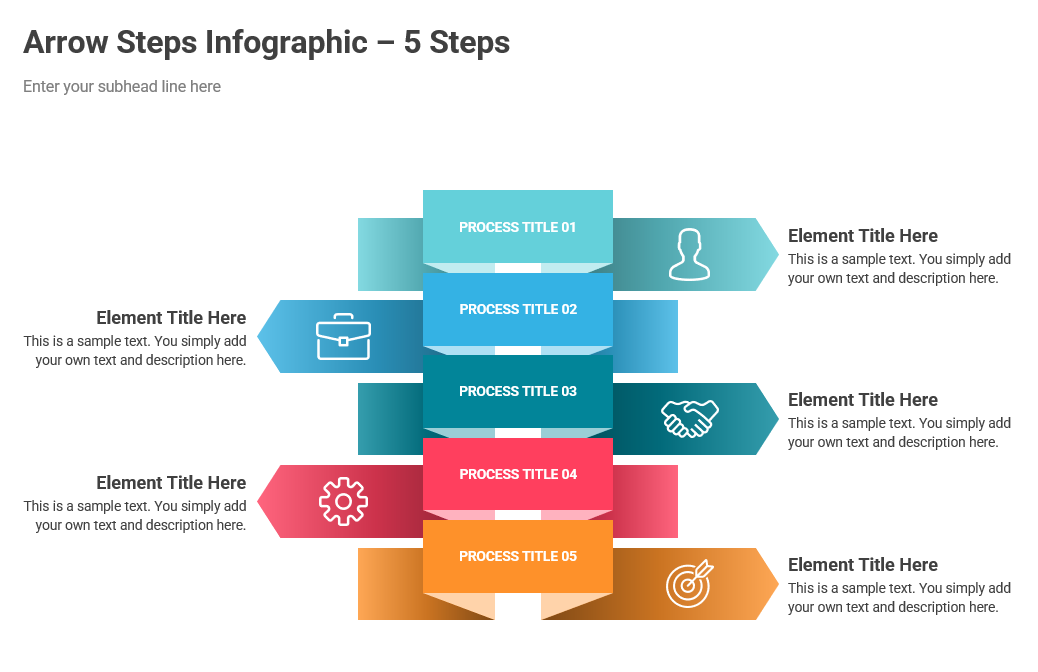 Arrow Steps Infographic – 5 Steps
Enter your subhead line here
PROCESS TITLE 01
Element Title Here
This is a sample text. You simply add
your own text and description here.
PROCESS TITLE 02
Element Title Here
This is a sample text. You simply add
your own text and description here.
PROCESS TITLE 03
Element Title Here
This is a sample text. You simply add
your own text and description here.
PROCESS TITLE 04
Element Title Here
This is a sample text. You simply add
your own text and description here.
PROCESS TITLE 05
Element Title Here
This is a sample text. You simply add
your own text and description here.